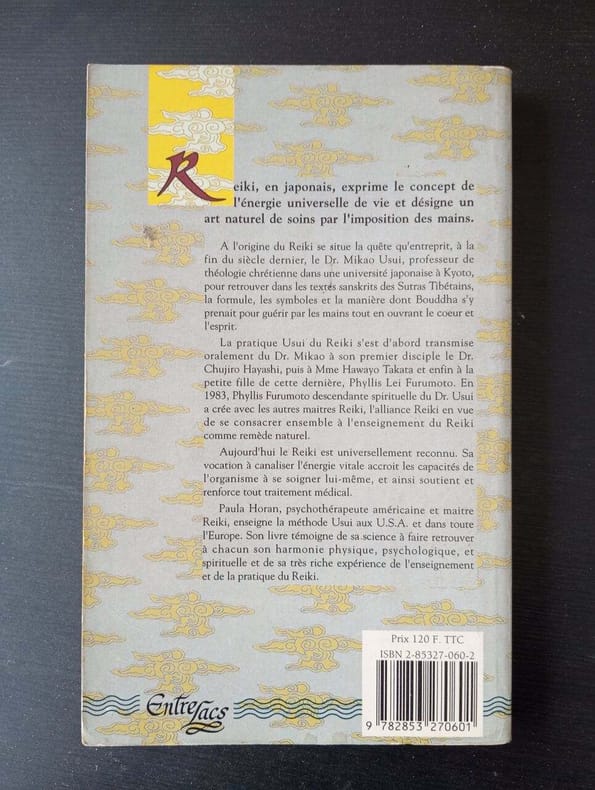 Reiki, en japonais, exprime le concept de
l'énergie universelle de vie et désigne un
art naturel de soins par l'imposition des mains.
A l'origine du Reiki se situe la quête qu'entreprit, à la
fin du siècle dernier, le Dr. Mikao Usui, professeur de
théologie chrétienne dans une université japonaise à Kyoto,
pour retrouver dans les textes sanskrits des Sutras Tibétains,
la formule, les symboles et la manière dont Bouddha s'y
prenait pour guérir par les mains tout en ouvrant le coeur et
l'esprit.
La pratique Usui du Reiki s'est d'abord transmise
oralement du Dr. Mikao à son premier disciple le Dr.
Chujiro Hayashi, puis à Mme Hawayo Takata et enfin à la
petite fille de cette dernière, Phyllis Lei Furumoto. En
1983, Phyllis Furumoto descendante spirituelle du Dr. Usui
a crée avec les autres maitres Reiki, l'alliance Reiki en vue
de se consacrer ensemble à l'enseignement du Reiki
comme remède naturel.
Aujourd'hui le Reiki est universellement reconnu. Sa
vocation à canaliser l'énergie vitale accroit les capacités de
l'organisme à se soigner lui-même, et ainsi soutient et
renforce tout traitement médical.
Paula Horan, psychothérapeute américaine et maitre
Reiki, enseigne la méthode Usui aux U.S.A. et dans toute
l'Europe. Son livre témoigne de sa science à faire retrouver
à chacun son harmonie physique, psychologique, et
spirituelle et de sa très riche expérience de l'enseignement
et de la pratique du Reiki.
Prix 120 F. TTC
ISBN 2-85327-060-2
9 782853 270601
Entre Lacs